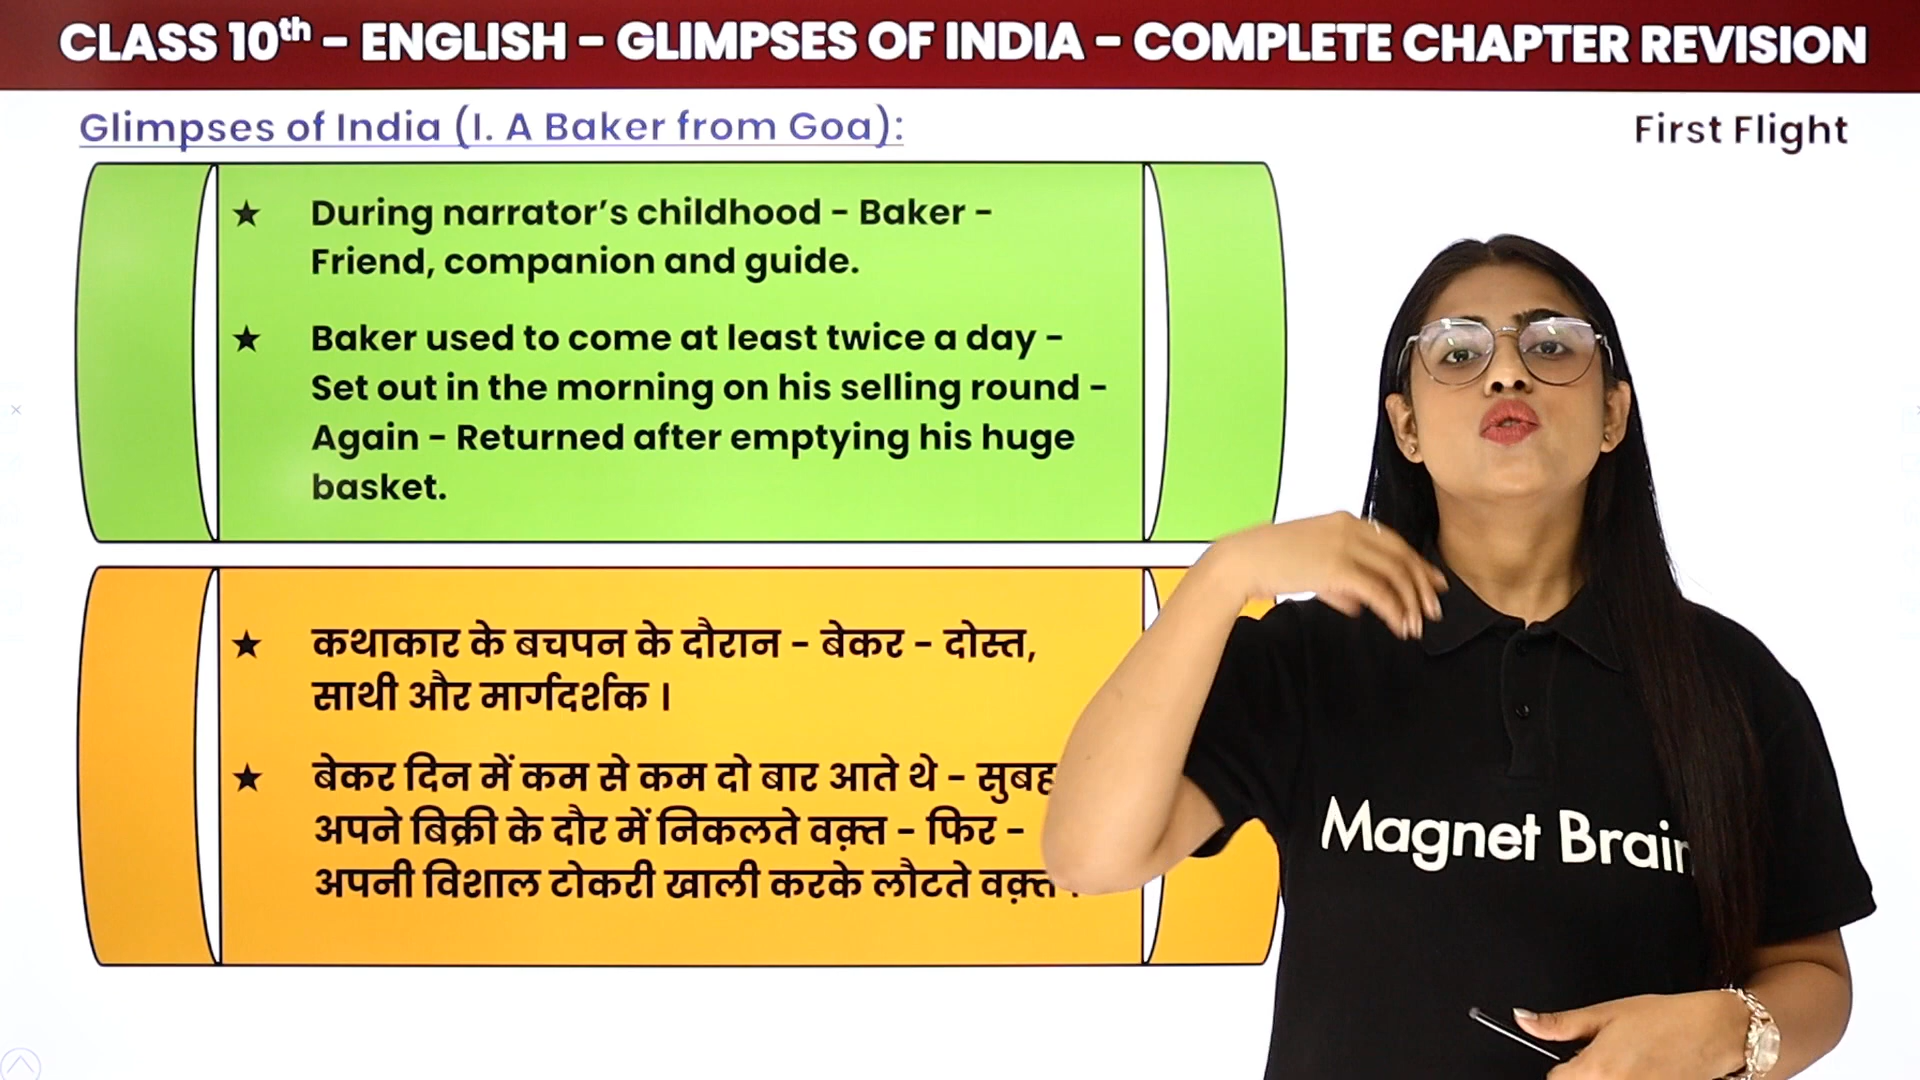 CLASS 10th - ENGLISH - GLIMPSES OF INDIA - COMPLETE CHAPTER REVISION
Glimpses of India (I. A Baker from Goa):
First Flight
★ During narrator's childhood - Baker -
Friend, companion and guide.
★ Baker used to come at least twice a day -
Set out in the morning on his selling round -
Again - Returned after emptying his huge
basket.
★ कथाकार के बचपन के दौरान - बेकर - दोस्त,
साथी और मार्गदर्शक ।
★ बेकर दिन में कम से कम दो बार आते थे - सुबह
अपने बिक्री के दौर में निकलते वक़्त - फिर -
अपनी विशाल टोकरी खाली करके लौटते वक़्त ।
Magnet Brain